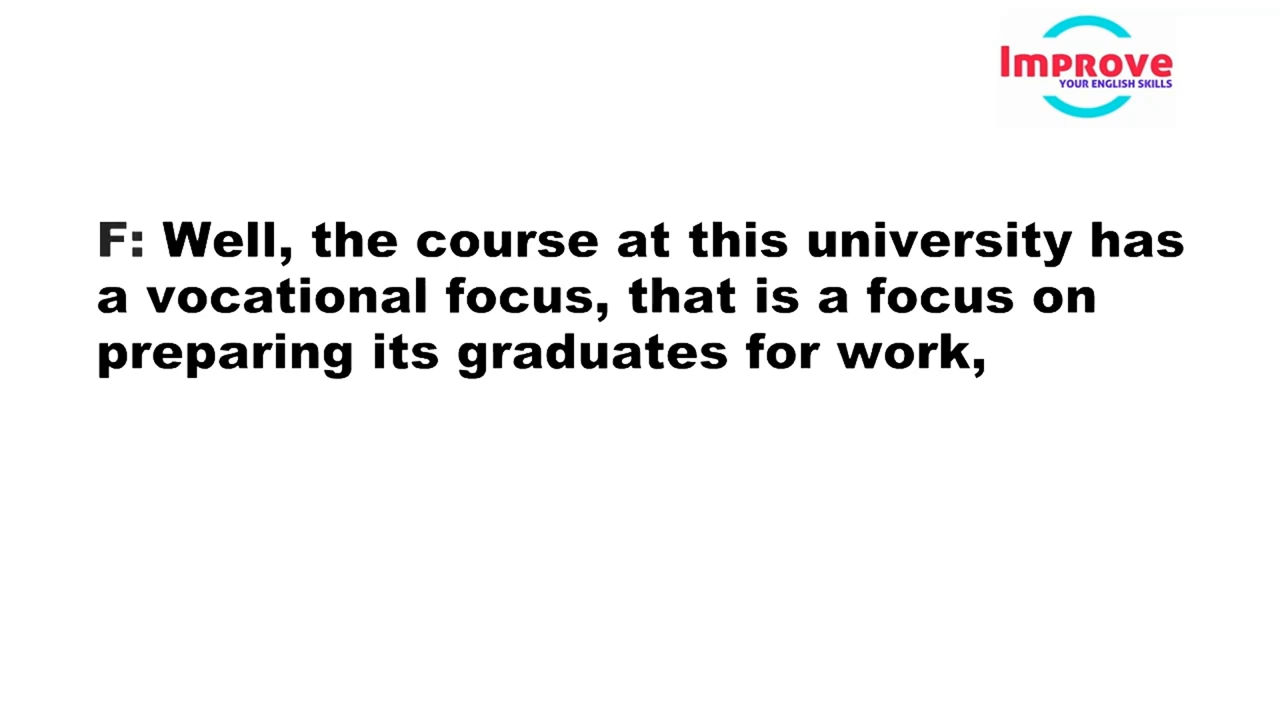 Improve
YOUR ENGLISH SKILLS
F: Well, the course at this university has
a vocational focus, that is a focus on
preparing its graduates for work,